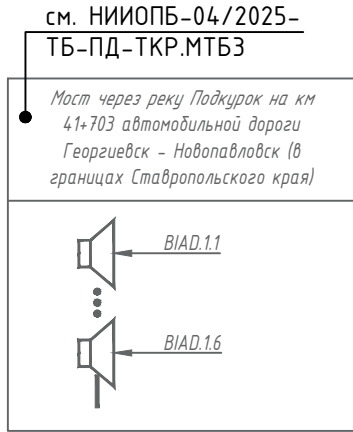 см. НИИОПБ-04/2025-
ТБ-ПД-ТКР.МТБЗ
Мост через реку Подкурок на км
41+703 автомобильной дороги
Георгиевск - Новопавловск (в
границах Ставропольского края)
BIAD.1.1
BIAD.1.6